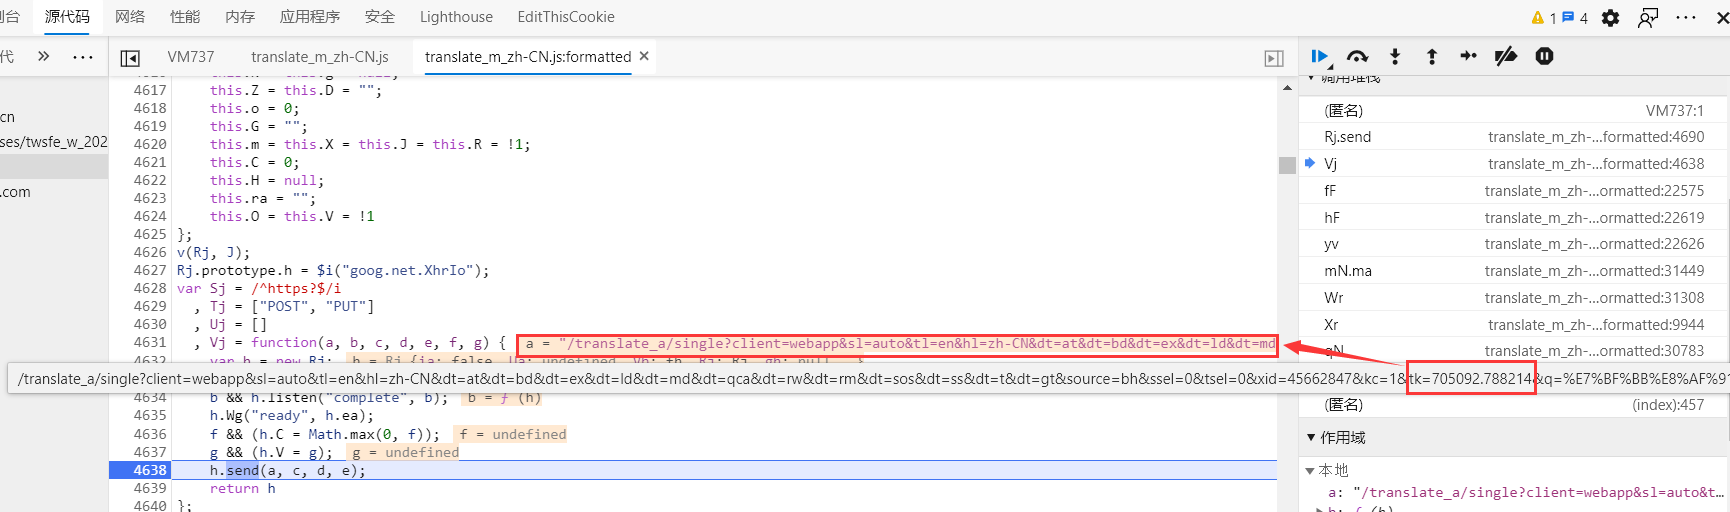 制台 源代码 网络 性能 内存 应用程序 安全 Lighthouse EditThisCookie 1 4
代 VM737 translate_m_zh-CN.js translate_m_zh-CN.js:formatted
调用堆栈
4617 this.Z = this.D = "";
4618 this.o = 0;
4619 this.G = "";
4620 this.m = this.X = this.J = this.R = !1;
4621 this.C = 0;
4622 this.H = null;
4623 this.ra = "";
4624 this.O = this.V = !1
4625 };
4626 v(Rj, J);
4627 Rj.prototype.h = $i("goog.net.XhrIo");
4628 var Sj = /^https?$/i
4629 , Tj = ["POST", "PUT"]
4630 , Uj = []
4631 , Vj = function(a, b, c, d, e, f, g) { a = "/translate_a/single?client=webapp&sl=auto&tl=en&hl=zh-CN&dt=at&dt=bd&dt=ex&dt=ld&dt=md
/translate_a/single?client=webapp&sl=auto&tl=en&hl=zh-CN&dt=at&dt=bd&dt=ex&dt=ld&dt=md&dt=qca&dt=rw&dt=rm&dt=sos&dt=ss&dt=t&dt=gt&source=bh&ssel=0&tsel=0&xid=45662847&kc=1&tk=705092.788214&q=%E7%BF%BB%E8%AF%91
b && h.listen("complete", b); b = ƒ (h)
4635 h.Wg("ready", h.ea);
4636 f && (h.C = Math.max(0, f)); f = undefined
4637 g && (h.V = g); g = undefined
4638 h.send(a, c, d, e);
4639 return h
4640 };
cn
ses/twsfe_w_202
.com
(匿名) VM737:1
Rj.send translate_m_zh-...formatted:4690
Vj translate_m_zh-...formatted:4638
fF translate_m_zh-...ormatted:22575
hF translate_m_zh-...ormatted:22619
yv translate_m_zh-...ormatted:22626
mN.ma translate_m_zh-...ormatted:31449
Wr translate_m_zh-...ormatted:31308
Xr translate_m_zh-...formatted:9944
qN translate_m_zh-...ormatted:30783
(匿名) (index):457
作用域
本地
a: "/translate_a/single?client=webapp&sl=auto&t…